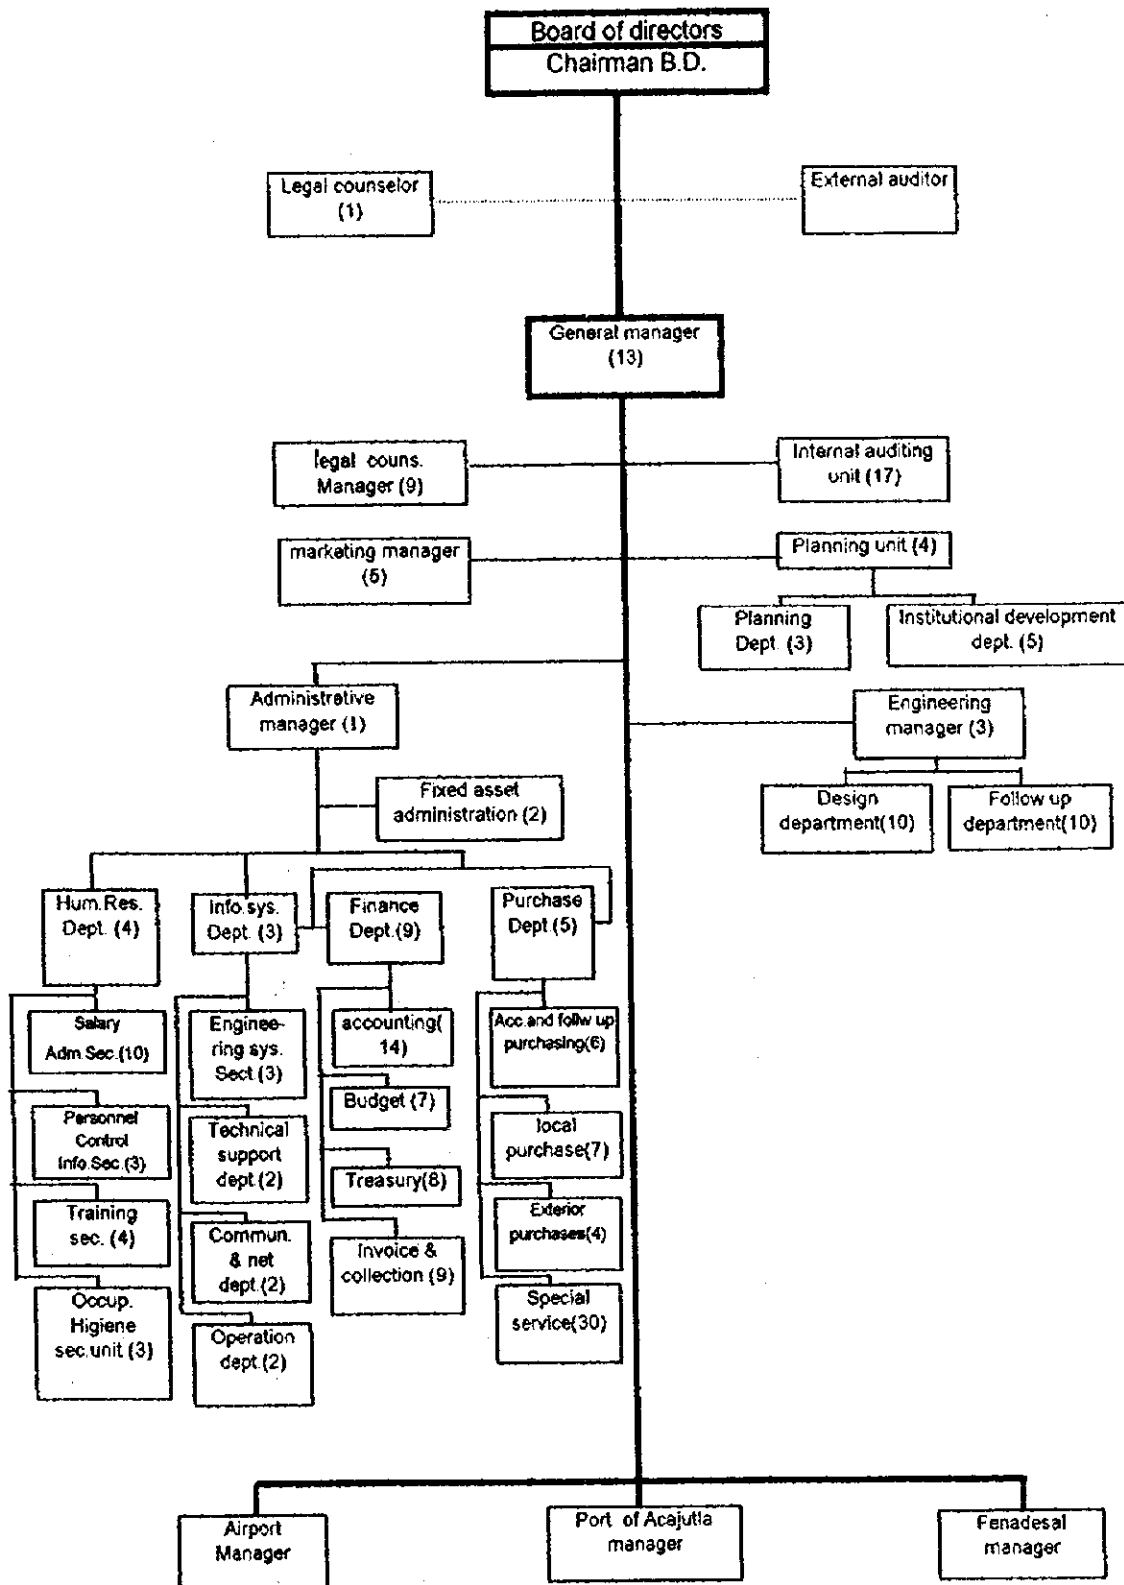 Board of directors
Chairman B.D.
Legal counselor
(1)
External auditor
General manager
(13)
legal couns.
Manager (9)
Internal auditing
unit (17)
marketing manager
(5)
Planning unit (4)
Planning
Dept. (3)
Institutional development
dept. (5)
Administrative
manager (1)
Engineering
manager (3)
Fixed asset
administration (2)
Design
department(10)
Follow up
department(10)
Hum.Res.
Dept. (4)
Info.sys.
Dept. (3)
Finance
Dept.(9)
Purchase
Dept.(5)
Salary
Adm.Sec.(10)
Personnel
Control
Info.Sec.(3)
Training
sec. (4)
Occup.
Higiene
sec.unit (3)
Enginee-
ring sys.
Sect.(3)
Technical
support
dept.(2)
Commun.
& net
dept.(2)
Operation
dept.(2)
accounting(
14)
Budget (7)
Treasury(8)
Invoice &
collection (9)
Acc.and follw up
purchasing(6)
local
purchase(7)
Exterior
purchases(4)
Special
service(30)
Airport
Manager
Port of Acajutla
manager
Fenadesal
manager